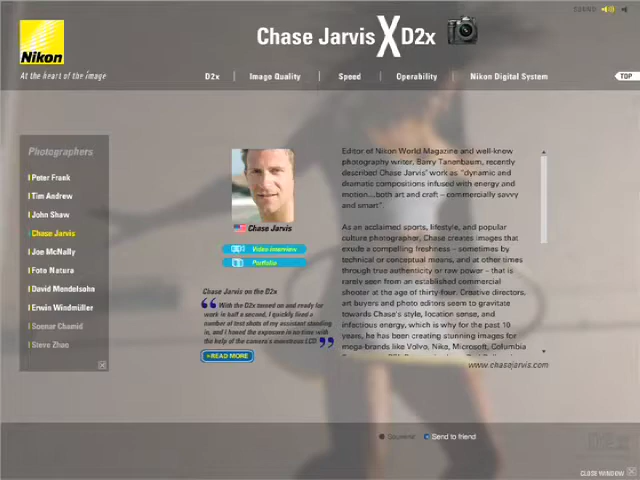 SOUND
Nikon
At the heart of the image
Chase Jarvis X D2x
D2x | Image Quality | Speed | Operability | Nikon Digital System
TOP
Photographers
Peter Frank
Tim Andrew
John Shaw
Chase Jarvis
Joe McNally
Foto Natura
David Mendelsohn
Erwin Windmüller
Soenar Chamid
Steve Zhao
Chase Jarvis
Video Interview
Portfolio
Chase Jarvis on the D2x
With the D2x tuned on and ready for
work in half a second, I quickly fired a
number of test shots of my assistant standing
in, and I honed the exposure in no time with
the help of the camera's monstrous LCD.
>READ MORE
Editor of Nikon World Magazine and well-know
photography writer, Barry Tanenbaum, recently
described Chase Jarvis' work as "dynamic and
dramatic compositions infused with energy and
motion...both art and craft – commercially savvy
and smart".
As an acclaimed sports, lifestyle, and popular
culture photographer, Chase creates images that
exude a compelling freshness – sometimes by
technical or conceptual means, and at other times
through true authenticity or raw power – that is
rarely seen from an established commercial
shooter at the age of thirty-four. Creative directors,
art buyers and photo editors seem to gravitate
towards Chase's style, location sense, and
infectious energy, which is why for the past 10
years, he has been creating stunning images for
mega-brands like Volvo, Nike, Microsoft, Columbia
www.chasejarvis.com
Souvenir
Send to friend
CLOSE WINDOW